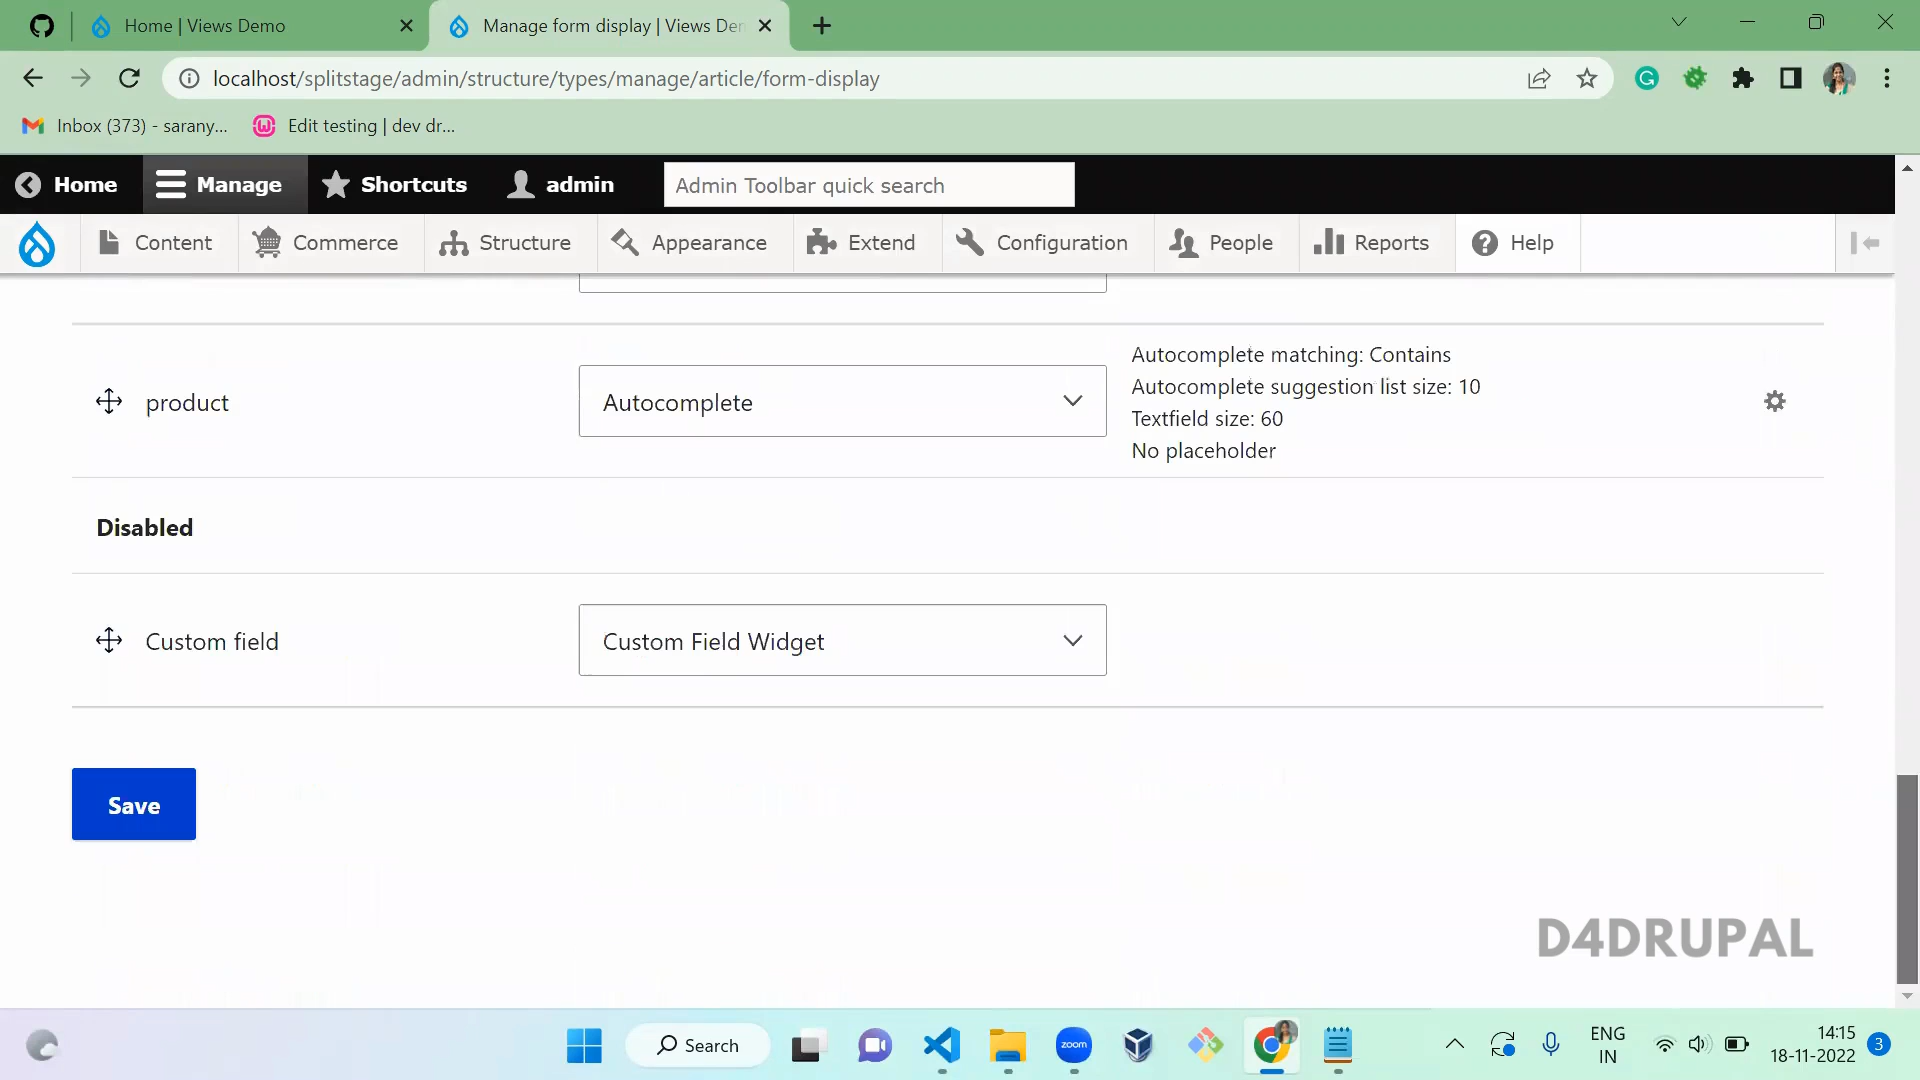 Home | Views Demo
Manage form display | Views Den
localhost/splitstage/admin/structure/types/manage/article/form-display
Inbox (373) - sarany...
Edit testing | dev dr...
Home
Manage
Shortcuts
admin
Admin Toolbar quick search
Content
Commerce
Structure
Appearance
Extend
Configuration
People
Reports
Help
product
Autocomplete
Autocomplete matching: Contains
Autocomplete suggestion list size: 10
Textfield size: 60
No placeholder
Disabled
Custom field
Custom Field Widget
Save
D4DRUPAL
Search
zoom
ENG
IN
14:15
18-11-2022
3